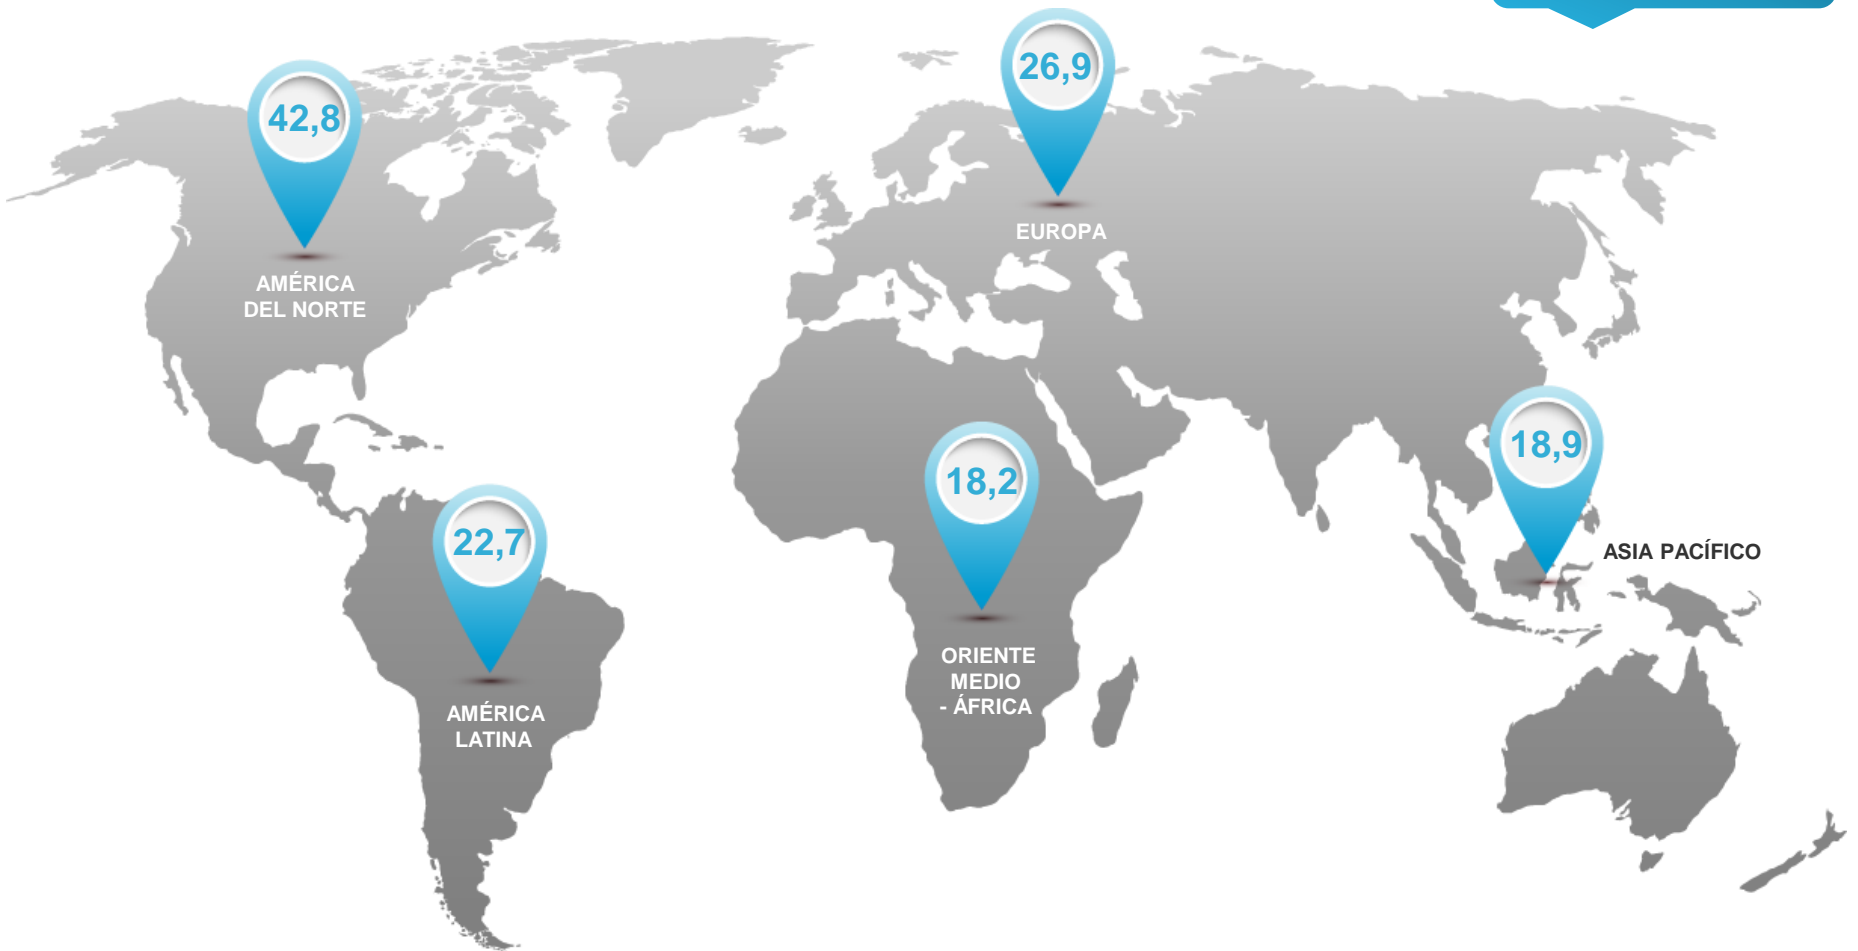 42,8
AMÉRICA
DEL NORTE
26,9
EUROPA
22,7
AMÉRICA
LATINA
18,2
ORIENTE
MEDIO
- ÁFRICA
18,9
ASIA PACÍFICO